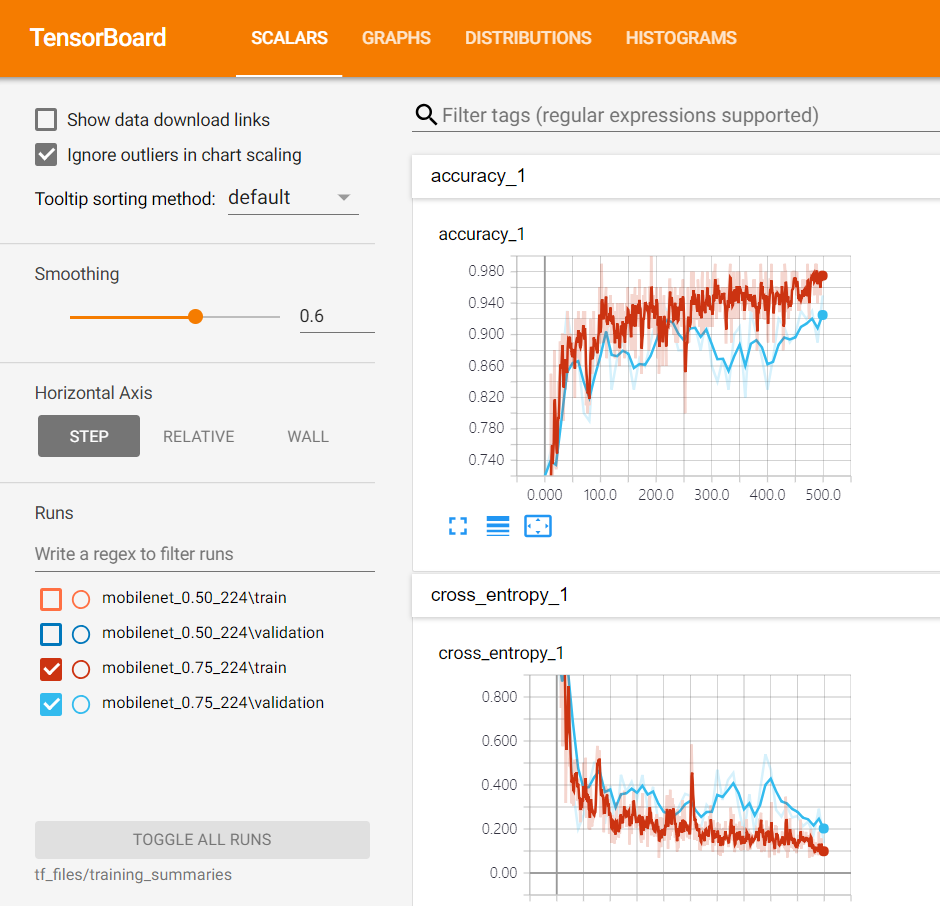 TensorBoard SCALARS GRAPHS DISTRIBUTIONS HISTOGRAMS
Show data download links
Ignore outliers in chart scaling
Tooltip sorting method: default
Smoothing
0.6
Horizontal Axis
STEP RELATIVE WALL
Runs
Write a regex to filter runs
mobilenet_0.50_224\train
mobilenet_0.50_224\validation
mobilenet_0.75_224\train
mobilenet_0.75_224\validation
TOGGLE ALL RUNS
tf_files/training_summaries
Filter tags (regular expressions supported)
accuracy_1
accuracy_1
0.980
0.940
0.900
0.860
0.820
0.780
0.740
0.000 100.0 200.0 300.0 400.0 500.0
cross_entropy_1
cross_entropy_1
0.800
0.600
0.400
0.200
0.00